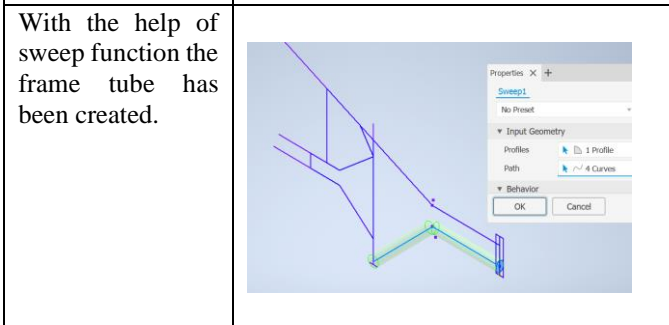 With the help of
sweep function the
frame tube has
been created.
Properties X +
Sweep1
No Preset
Input Geometry
Profiles 1 Profile
Path 4 Curves
Behavior
OK Cancel